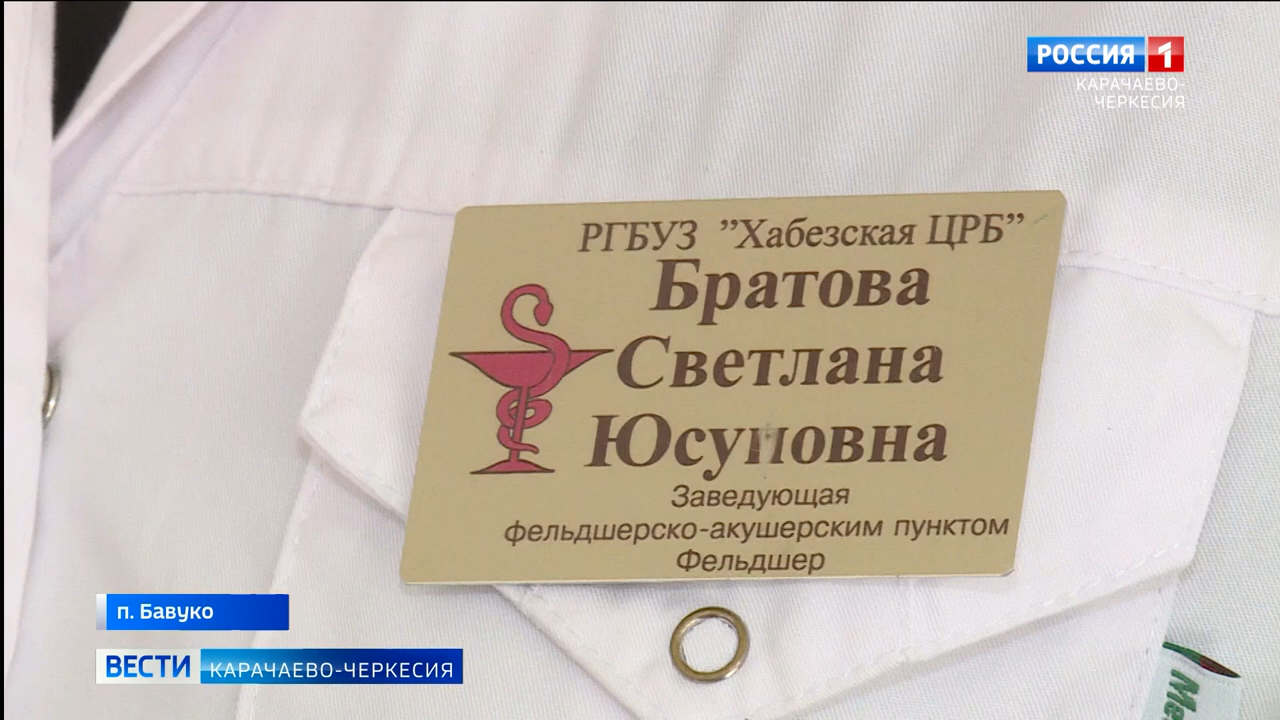 РОССИЯ 1
КАРАЧАЕВО-
ЧЕРКЕСИЯ
РГБУЗ "Хабезская ЦРБ"
Братова
Светлана
Юсуповна
Заведующая
фельдшерско-акушерским пунктом
Фельдшер
п. Бавуко
ВЕСТИ КАРАЧАЕВО-ЧЕРКЕСИЯ